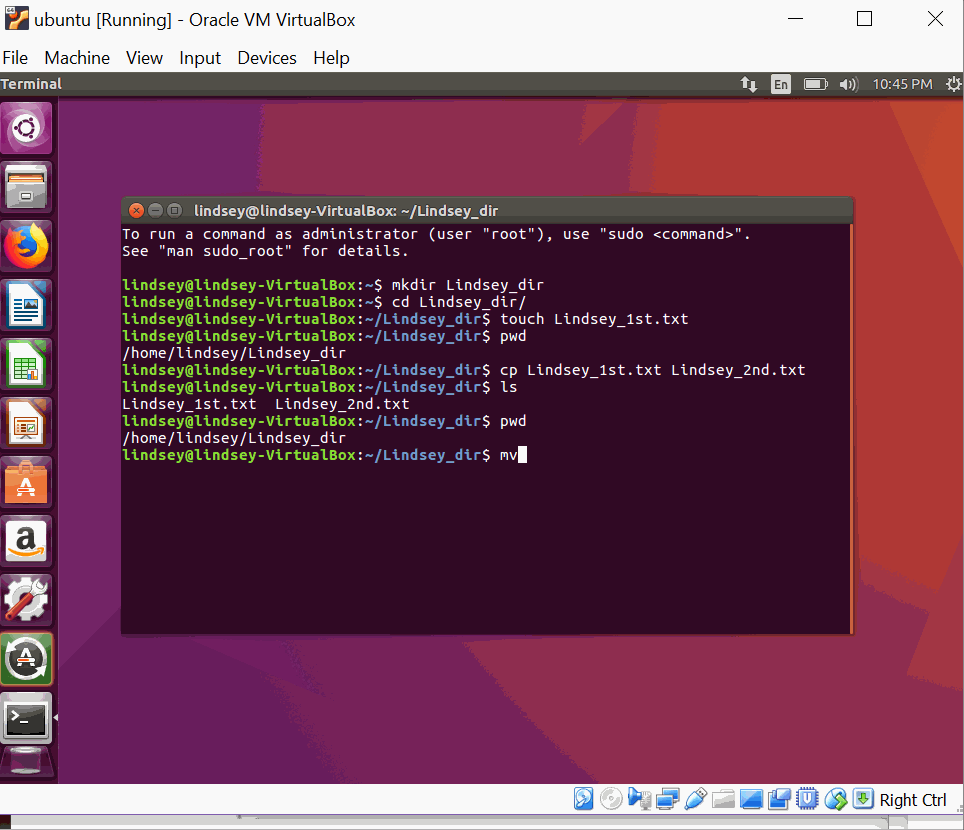 ubuntu [Running] - Oracle VM VirtualBox
File Machine View Input Devices Help
Terminal En 10:45 PM
lindsey@lindsey-VirtualBox: ~/Lindsey_dir
To run a command as administrator (user "root"), use "sudo <command>".
See "man sudo_root" for details.
lindsey@lindsey-VirtualBox:~$ mkdir Lindsey_dir
lindsey@lindsey-VirtualBox:~$ cd Lindsey_dir/
lindsey@lindsey-VirtualBox:~/Lindsey_dir$ touch Lindsey_1st.txt
lindsey@lindsey-VirtualBox:~/Lindsey_dir$ pwd
/home/lindsey/Lindsey_dir
lindsey@lindsey-VirtualBox:~/Lindsey_dir$ cp Lindsey_1st.txt Lindsey_2nd.txt
lindsey@lindsey-VirtualBox:~/Lindsey_dir$ ls
Lindsey_1st.txt  Lindsey_2nd.txt
lindsey@lindsey-VirtualBox:~/Lindsey_dir$ pwd
/home/lindsey/Lindsey_dir
lindsey@lindsey-VirtualBox:~/Lindsey_dir$ mv
Right Ctrl